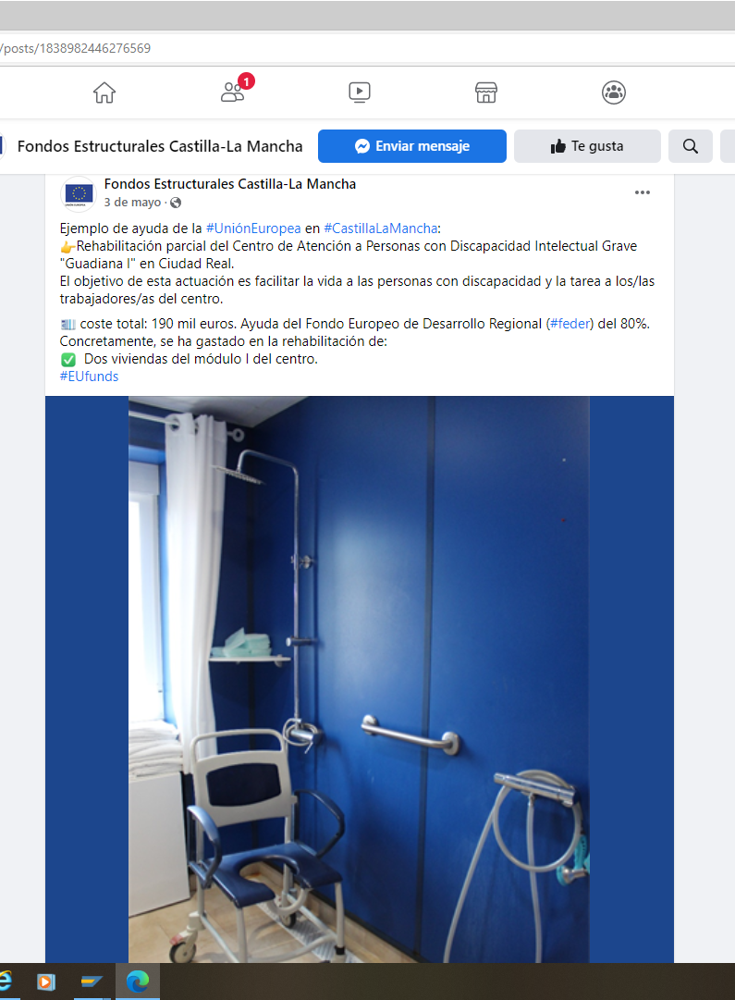 /posts/1838982446276569
1
Fondos Estructurales Castilla-La Mancha
Enviar mensaje
Te gusta
Fondos Estructurales Castilla-La Mancha
3 de mayo ·
Ejemplo de ayuda de la #UniónEuropea en #CastillaLaMancha:
👉Rehabilitación parcial del Centro de Atención a Personas con Discapacidad Intelectual Grave
"Guadiana I" en Ciudad Real.
El objetivo de esta actuación es facilitar la vida a las personas con discapacidad y la tarea a los/las
trabajadores/as del centro.
💶 coste total: 190 mil euros. Ayuda del Fondo Europeo de Desarrollo Regional (#feder) del 80%.
Concretamente, se ha gastado en la rehabilitación de:
✅ Dos viviendas del módulo I del centro.
#EUfunds